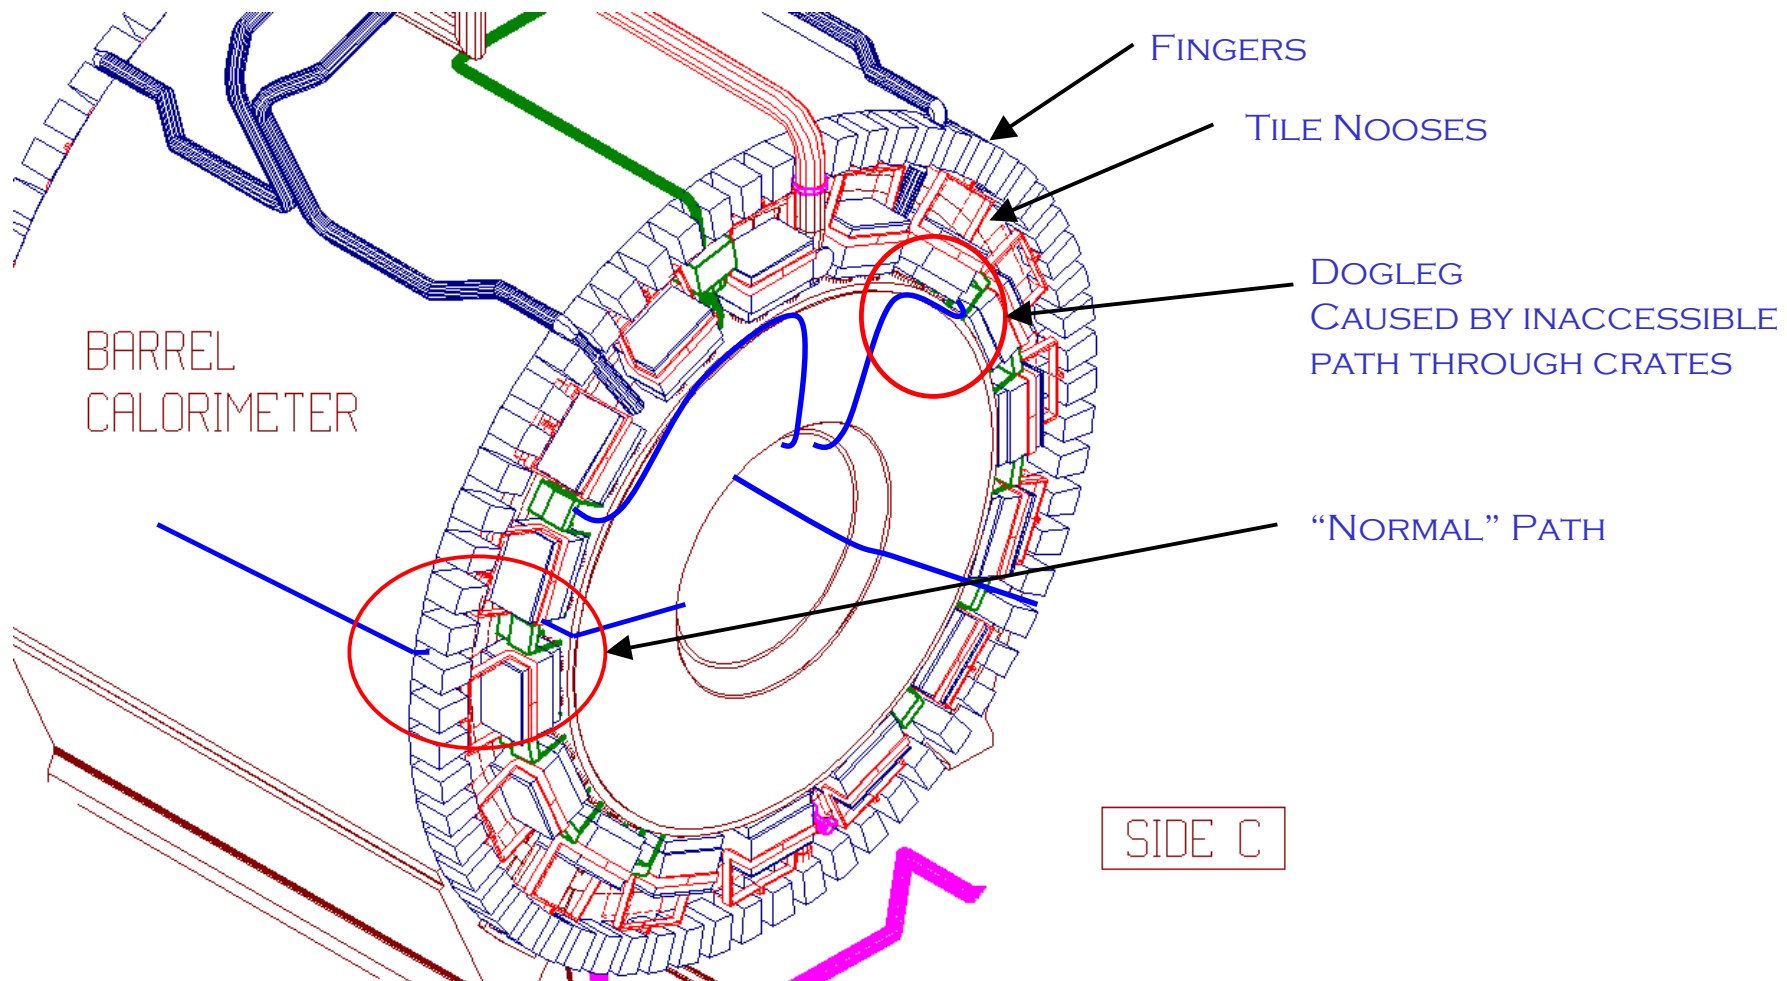 FINGERS
TILE NOOSES
DOGLEG
CAUSED BY INACCESSIBLE
PATH THROUGH CRATES
BARREL
CALORIMETER
“NORMAL” PATH
SIDE C